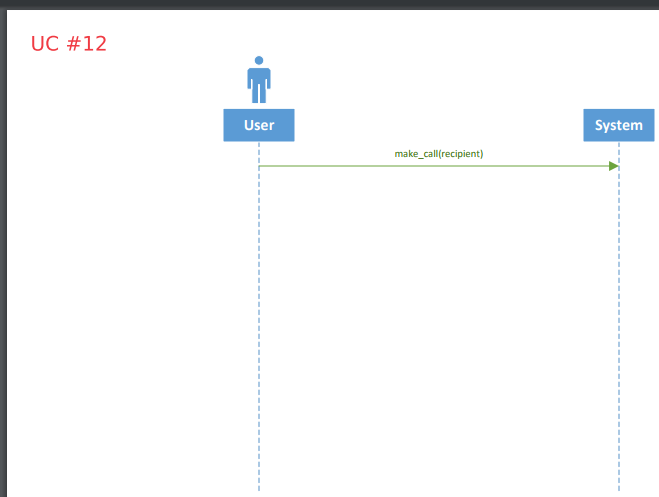 UC #12
User
System
make_call(recipient)